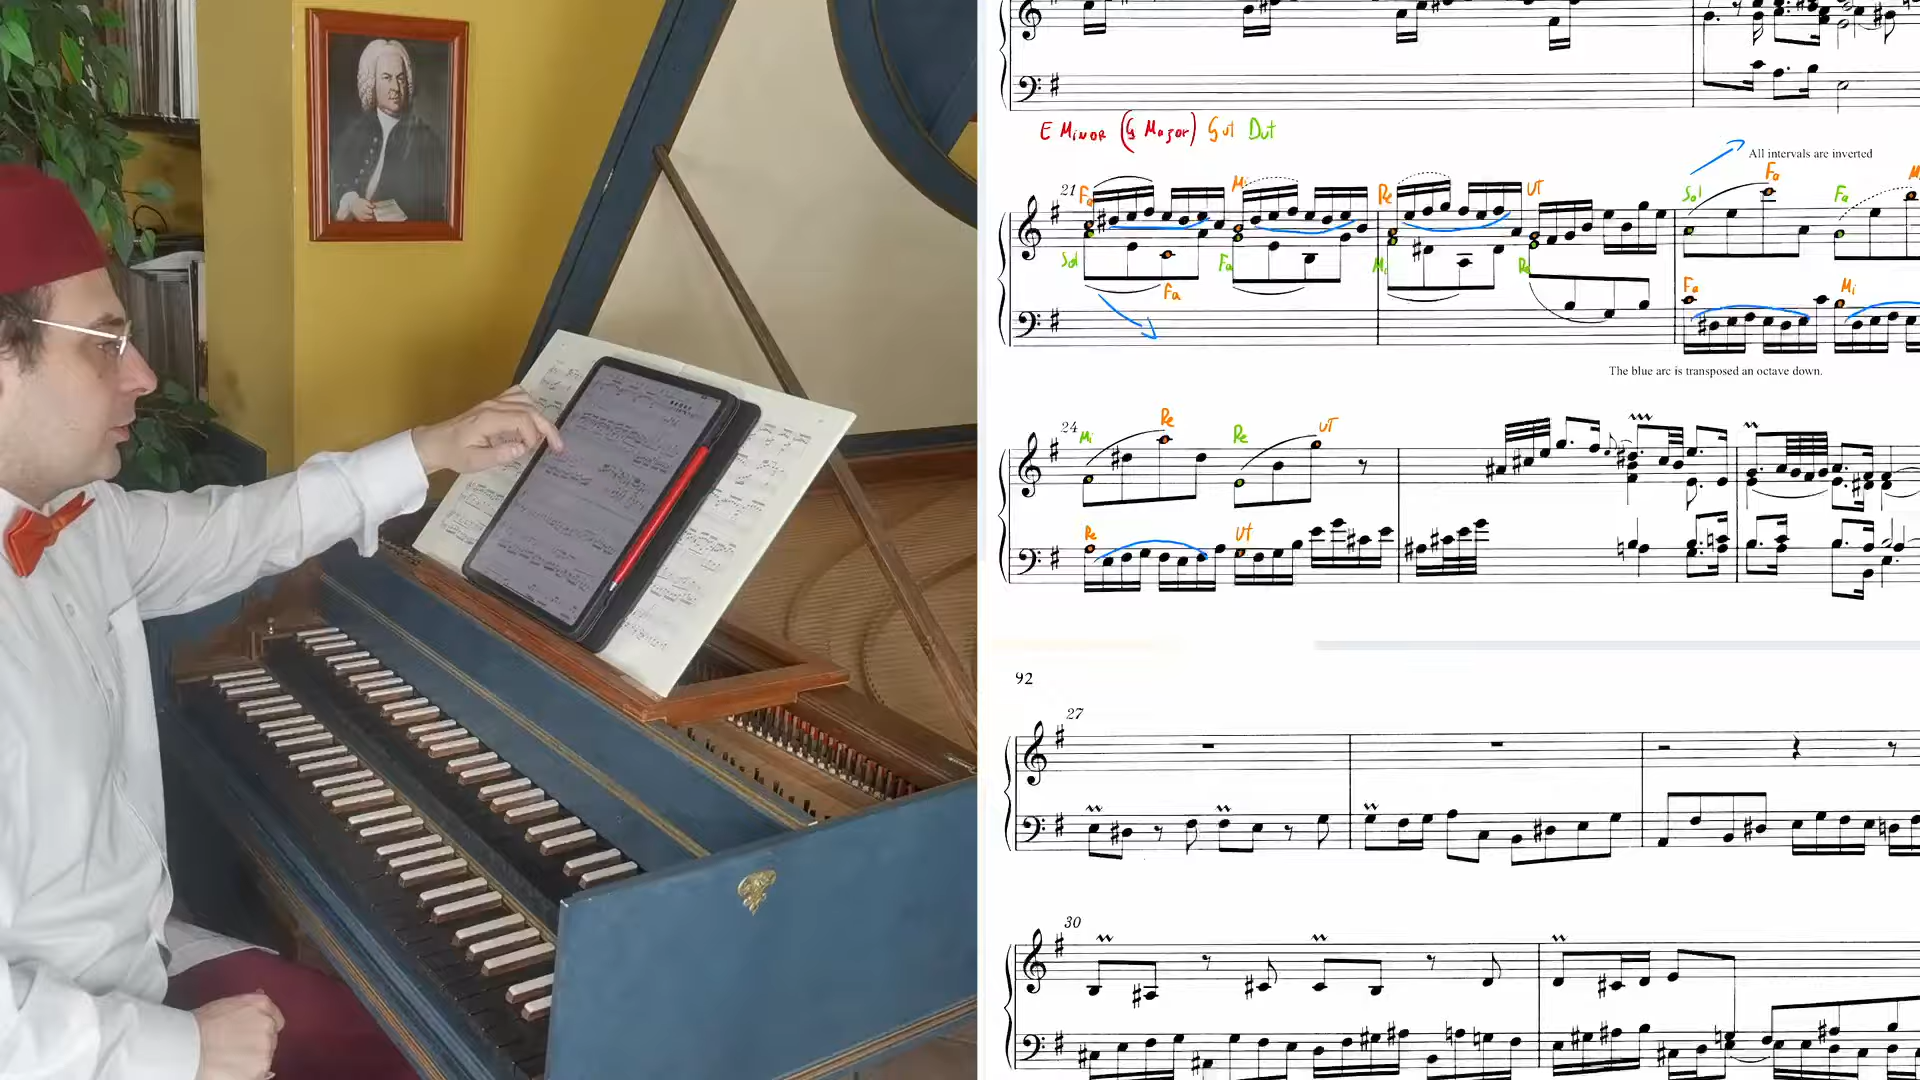 E Minor (G Major) Gut Dut
All intervals are inverted
21
Fa Mi Re UT Sol Fa Fa M
Sol Fa Fa Mi Re Fa Mi
The blue arc is transposed an octave down.
24
Mi Re Re UT
Re UT
92
27
30